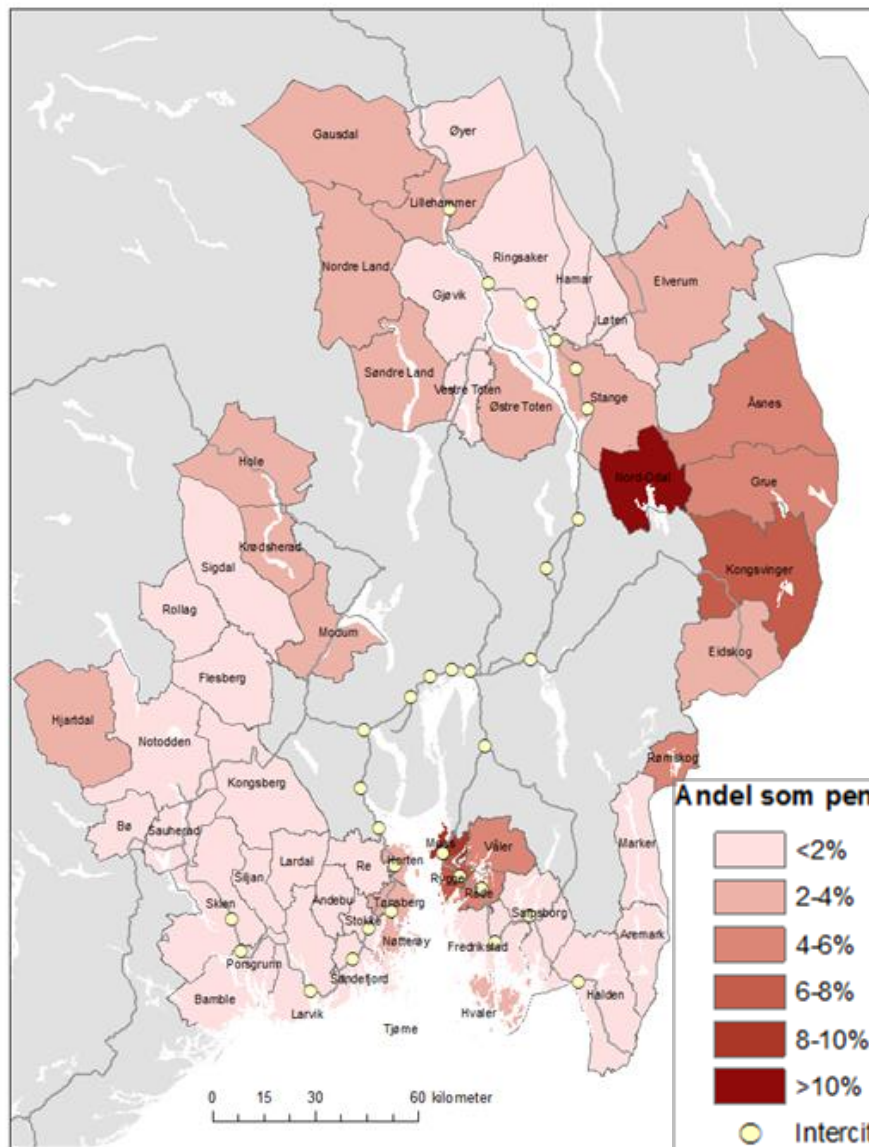 Gausdal
Øyer
Lillehammer
Nordre Land
Ringsaker
Elverum
Gjøvik
Hamar
Løten
Søndre Land
Vestre Toten
Østre Toten
Stange
Åsnes
Hole
Nord-Odal
Grue
Krødsherad
Sigdal
Kongsvinger
Rollag
Modum
Flesberg
Eidskog
Hjartdal
Notodden
Rømskog
Kongsberg
Bø
Sauherad
Moss
Våler
Marker
Lardal
Re
Horten
Siljan
Rygge
Råde
Skien
Andebu
Tønsberg
Stokke
Sarpsborg
Aremark
Nøtterøy
Fredrikstad
Porsgrunn
Sandefjord
Bamble
Larvik
Halden
Hvaler
Tjøme
0 15 30 60 kilometer
Andel som pen
<2%
2-4%
4-6%
6-8%
8-10%
>10%
Intercit